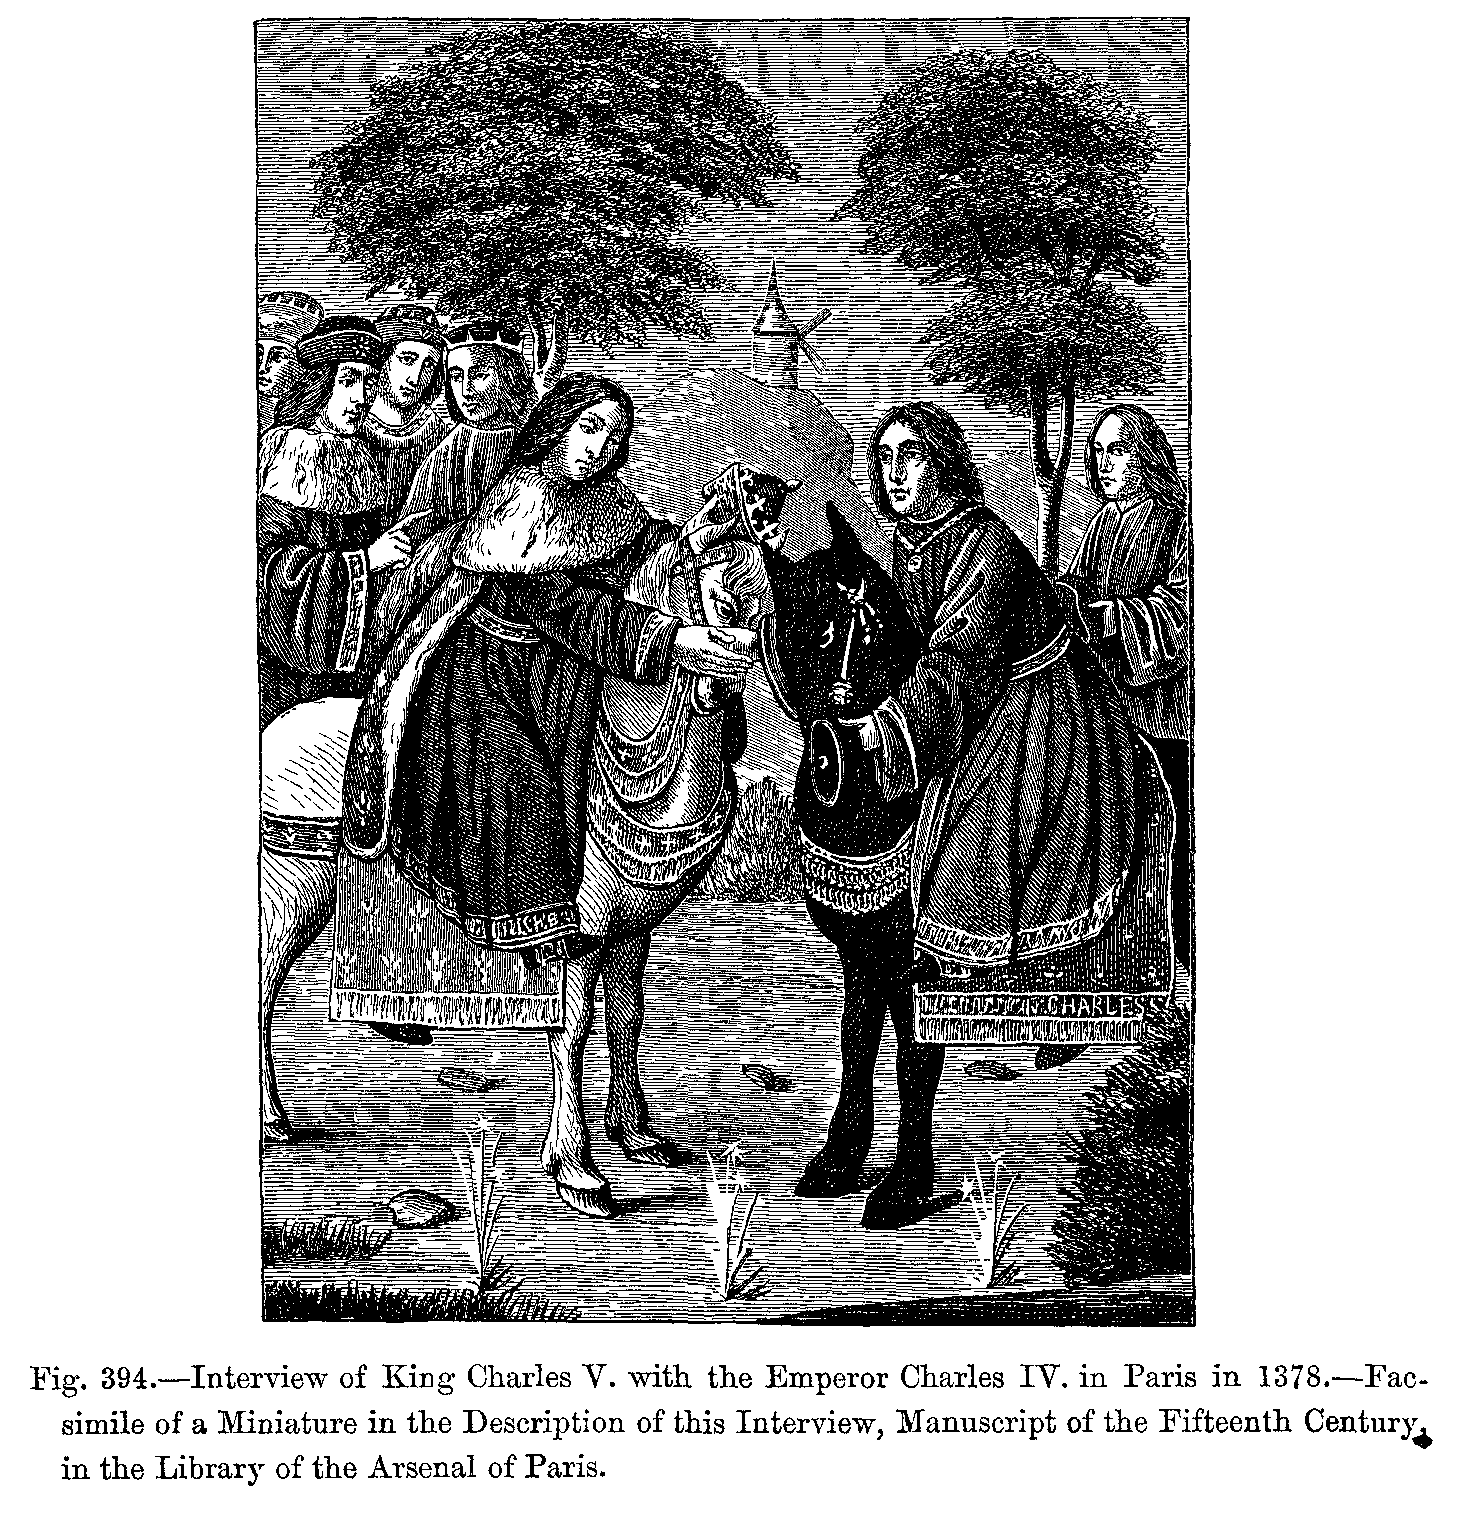 CHARLES
Fig. 394.—Interview of King Charles V. with the Emperor Charles IV. in Paris in 1378.—Fac-
simile of a Miniature in the Description of this Interview, Manuscript of the Fifteenth Century,
in the Library of the Arsenal of Paris.